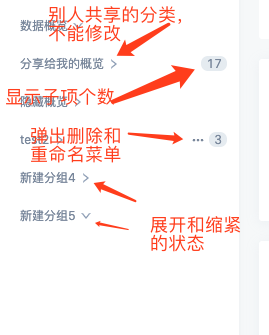 别人共享的分类，
数据概览
不能修改
分享给我的概览
17
显示子项个数
隐藏概览
弹出删除和
test2
3
重命名菜单
新建分组4
新建分组5
展开和缩紧
的状态